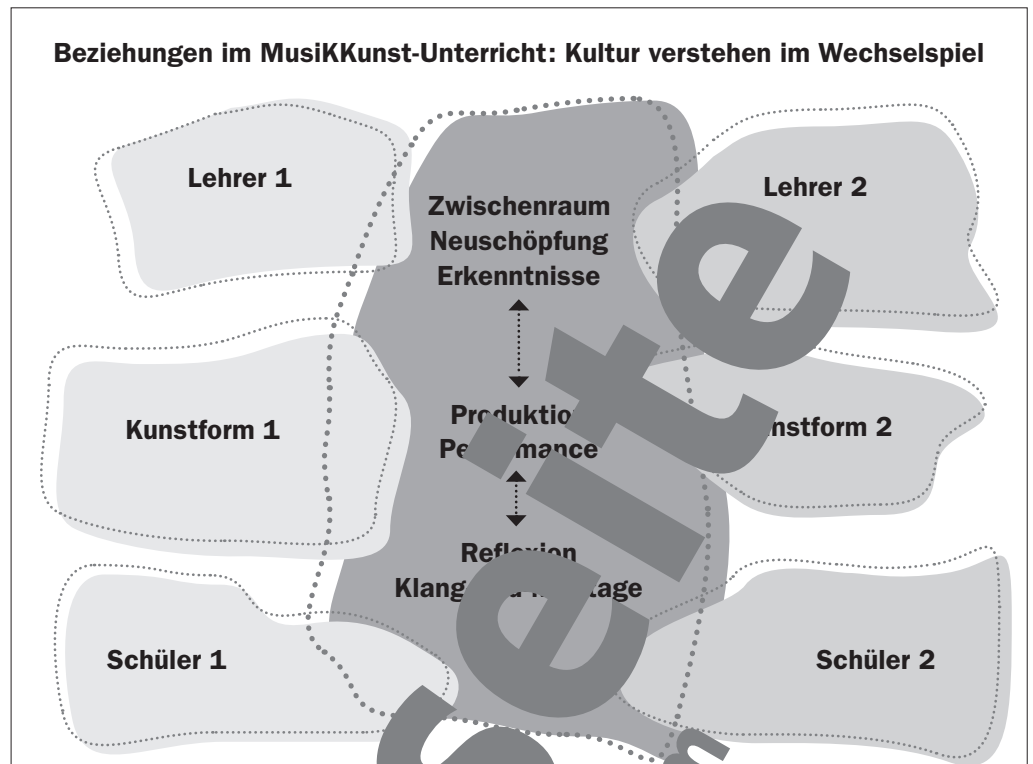 Beziehungen im MusiKKunst-Unterricht: Kultur verstehen im Wechselspiel
Lehrer 1
Lehrer 2
Zwischenraum
Neuschöpfung
Erkenntnisse
Kunstform 1
Produktion
Performance
2
Reflexion
Schüler 1
Schüler 2